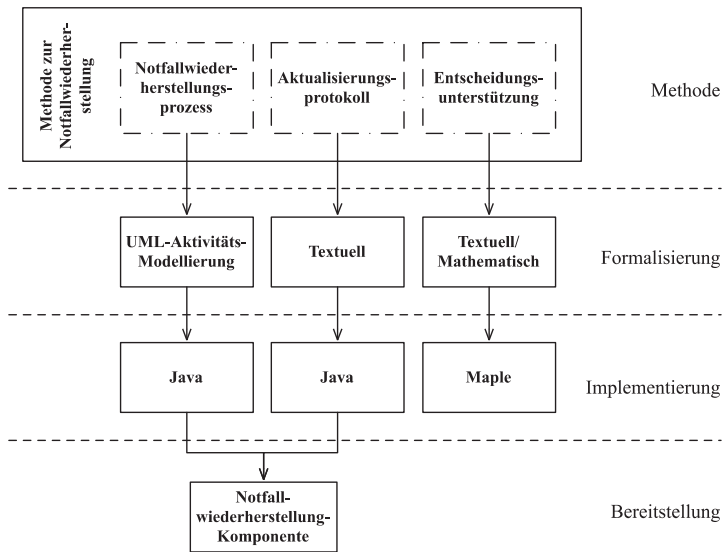 Methode zur
Notfallwiederher-
stellung
Notfallwieder-
herstellungs-
prozess
Aktualisierungs-
protokoll
Entscheidungs-
unterstützung
Methode
UML-Aktivitäts-
Modellierung
Textuell
Textuell/
Mathematisch
Formalisierung
Java
Java
Maple
Implementierung
Notfall-
wiederherstellung-
Komponente
Bereitstellung